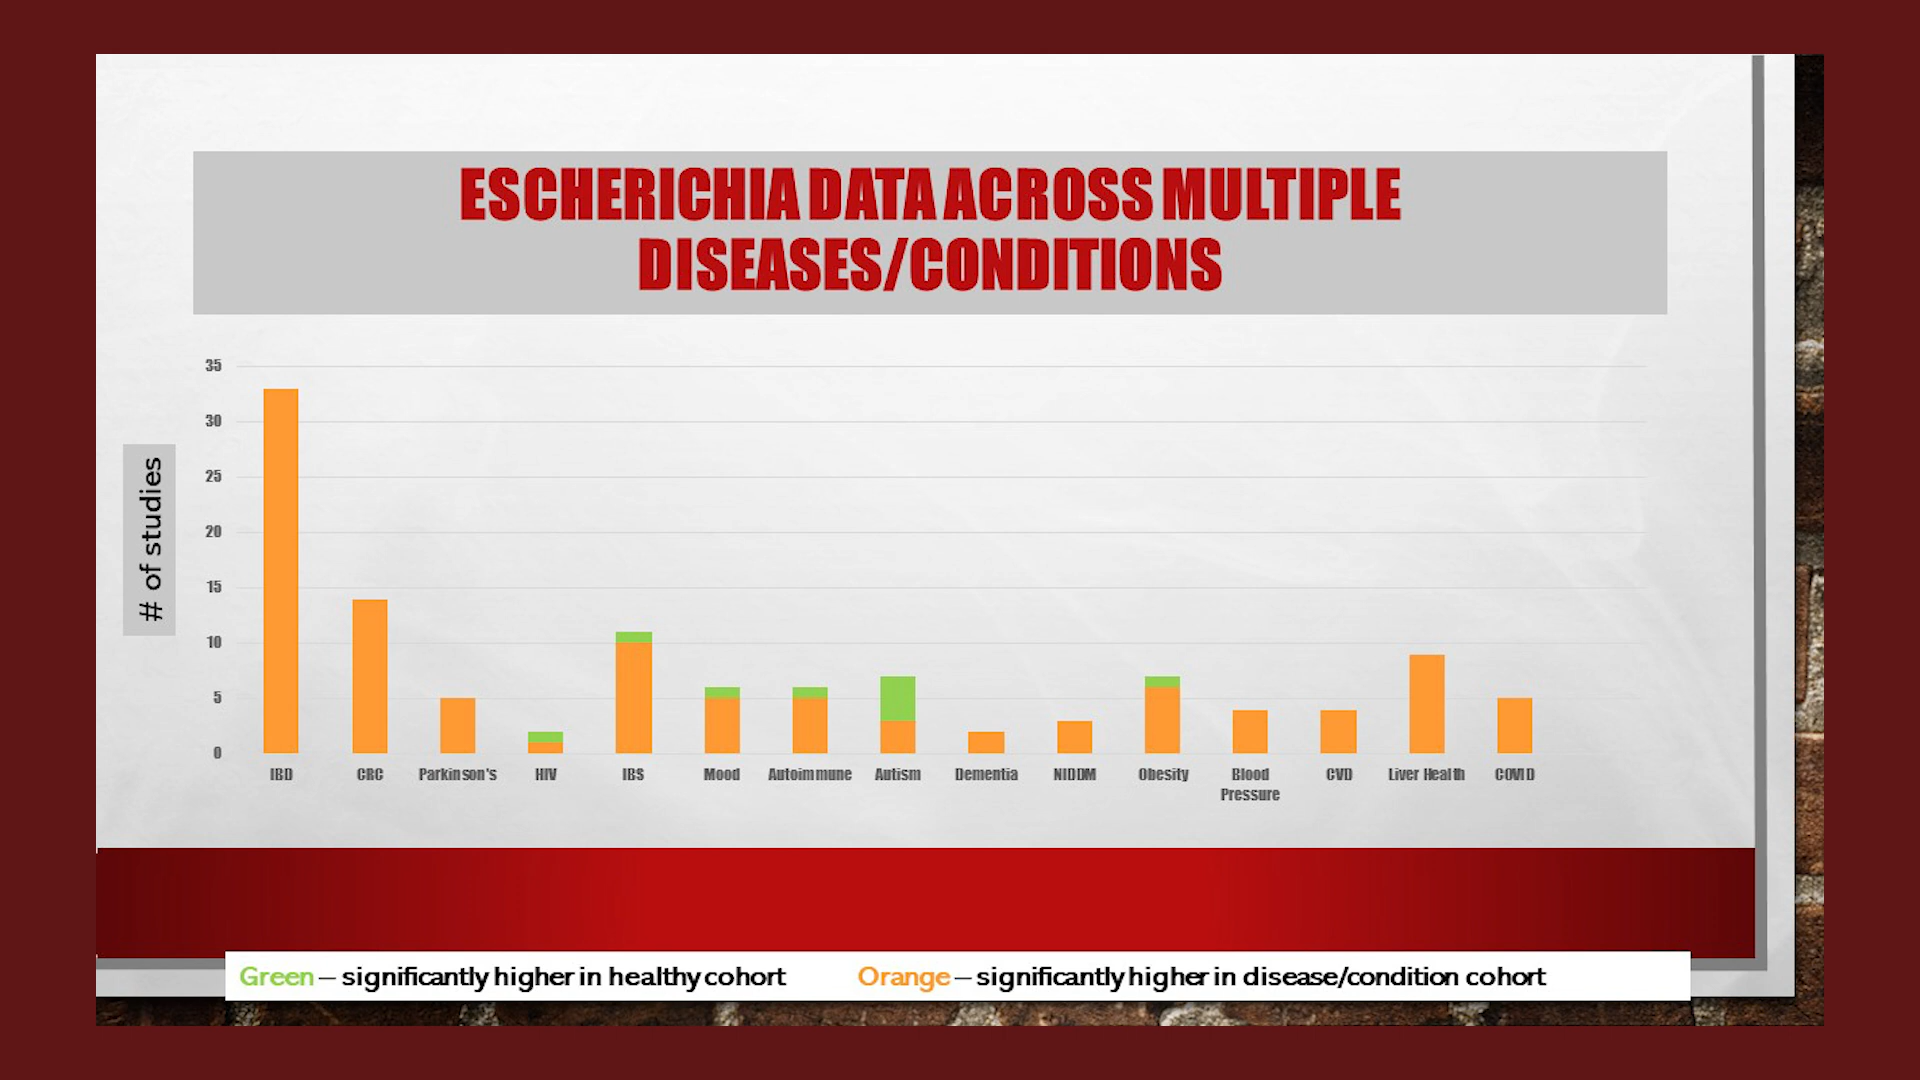 ESCHERICHIA DATA ACROSS MULTIPLE
DISEASES/CONDITIONS
# of studies
35
30
25
20
15
10
5
0
IBD CRC Parkinson's HIV IBS Mood Autoimmune Autism Dementia NIDDM Obesity Blood Pressure CVD Liver Health COVID
Green – significantly higher in healthy cohort Orange – significantly higher in disease/condition cohort